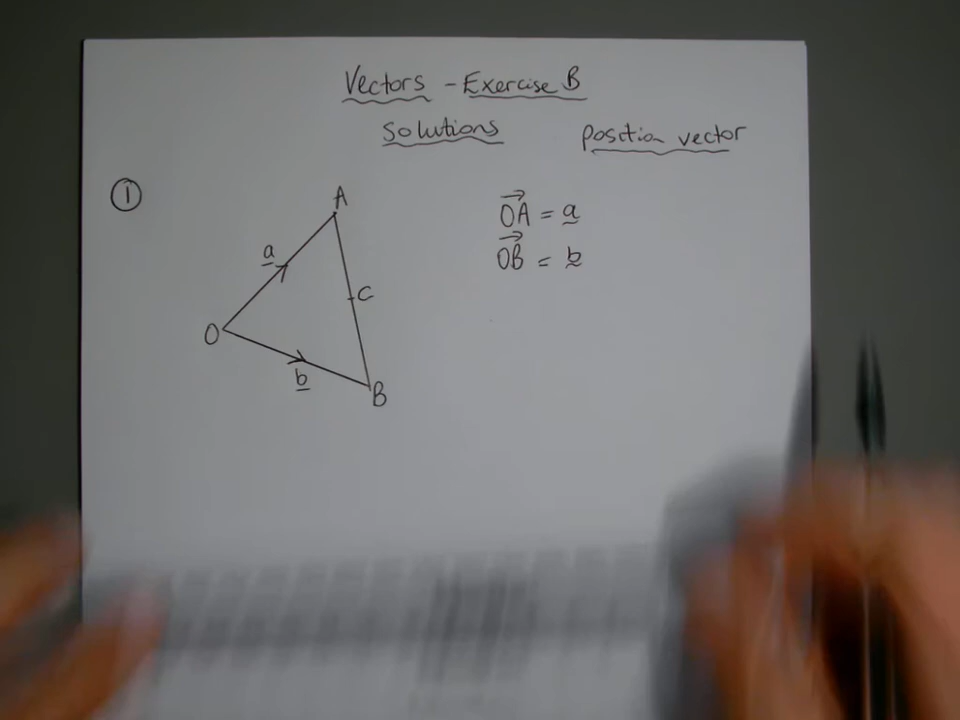 Vectors - Exercise B
Solutions
position vector
①
A
a
C
O
b
B
OA = a
OB = b